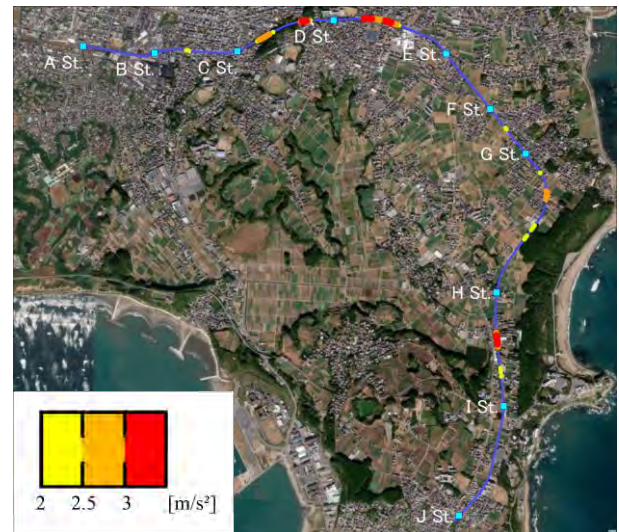 A St.
B St.
C St.
D St.
E St.
F St.
G St.
H St.
I St.
J St.
2 2.5 3 [m/s²]